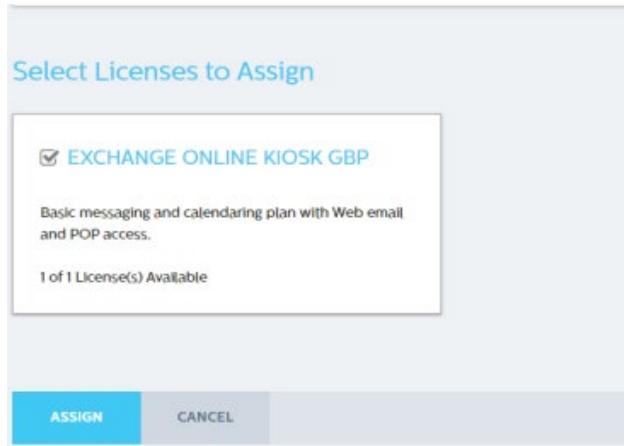 Select Licenses to Assign
EXCHANGE ONLINE KIOSK GBP
Basic messaging and calendaring plan with Web email
and POP access.
1 of 1 License(s) Available
ASSIGN
CANCEL